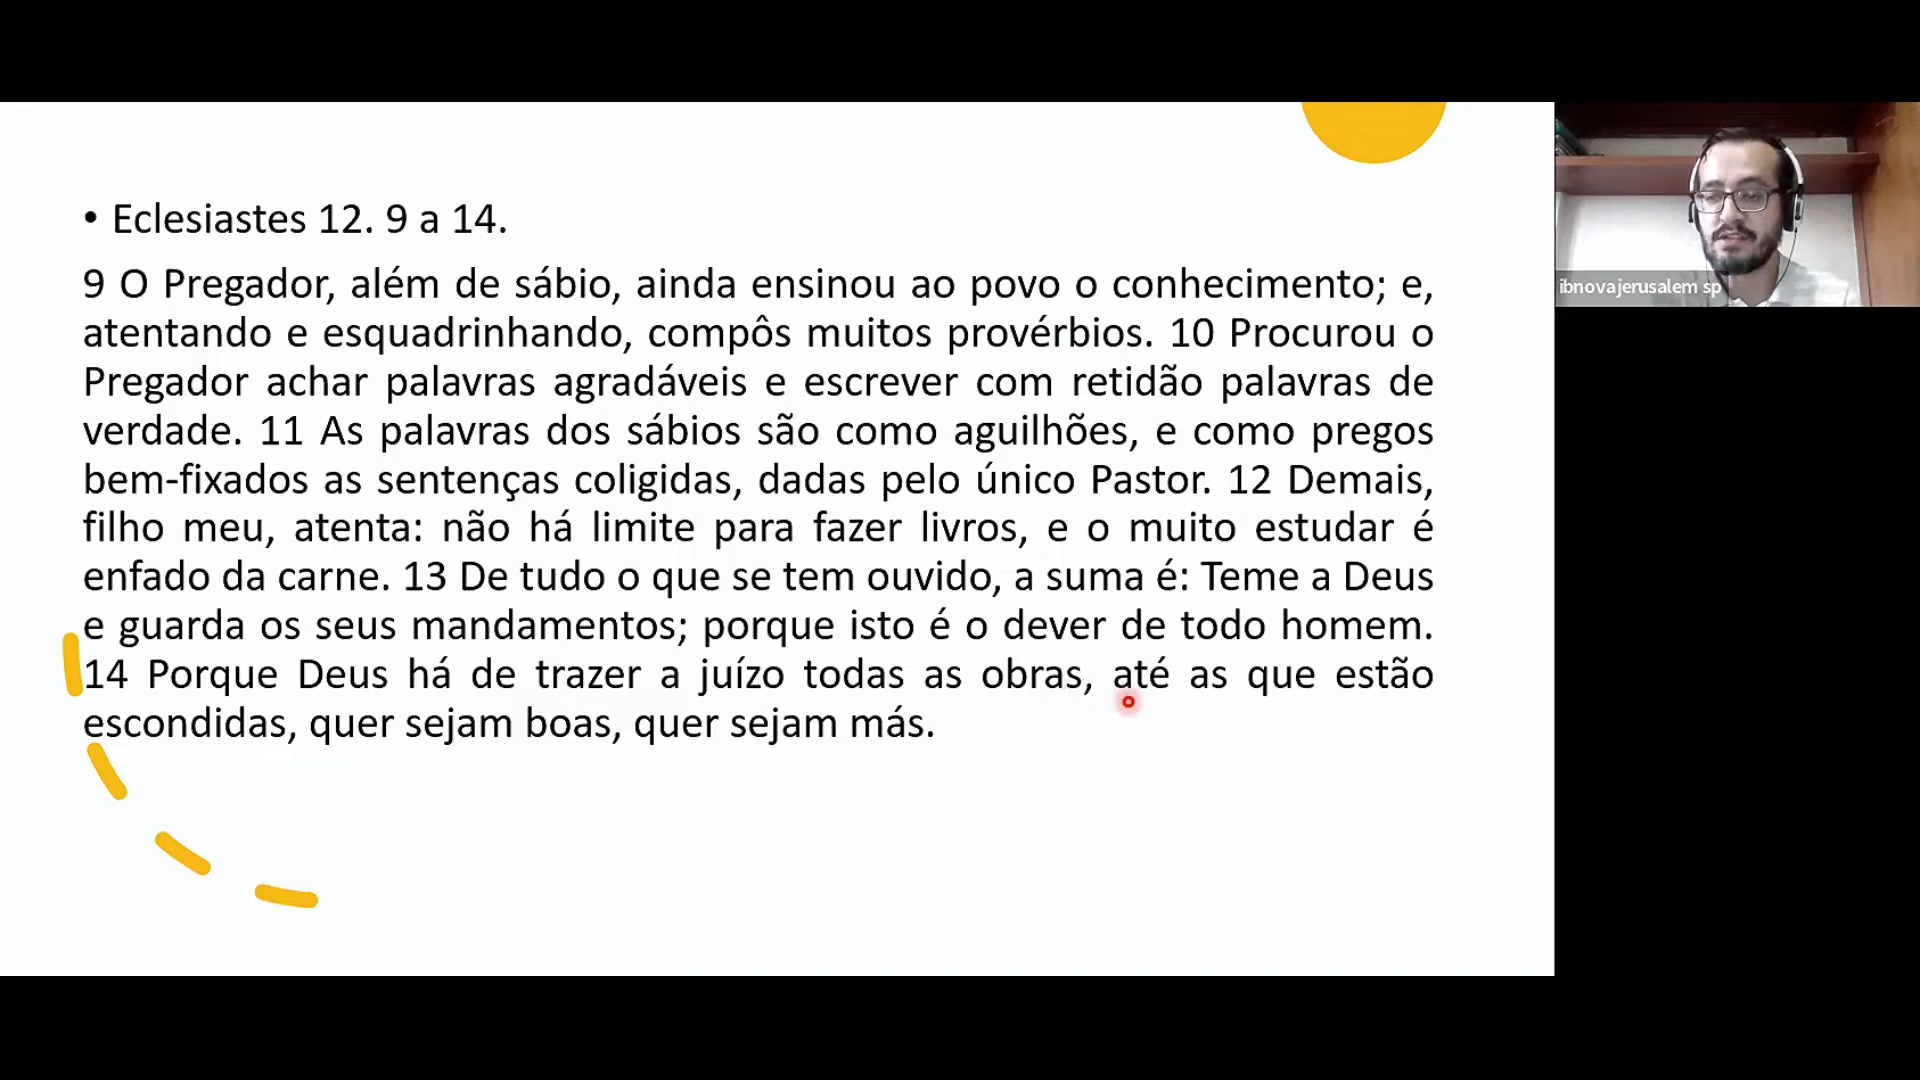 • Eclesiastes 12. 9 a 14.
9 O Pregador, além de sábio, ainda ensinou ao povo o conhecimento; e,
atentando e esquadrinhando, compôs muitos provérbios. 10 Procurou o
Pregador achar palavras agradáveis e escrever com retidão palavras de
verdade. 11 As palavras dos sábios são como aguilhões, e como pregos
bem-fixados as sentenças coligidas, dadas pelo único Pastor. 12 Demais,
filho meu, atenta: não há limite para fazer livros, e o muito estudar é
enfado da carne. 13 De tudo o que se tem ouvido, a suma é: Teme a Deus
e guarda os seus mandamentos; porque isto é o dever de todo homem.
14 Porque Deus há de trazer a juízo todas as obras, até as que estão
escondidas, quer sejam boas, quer sejam más.
ibnovajerusalem sp